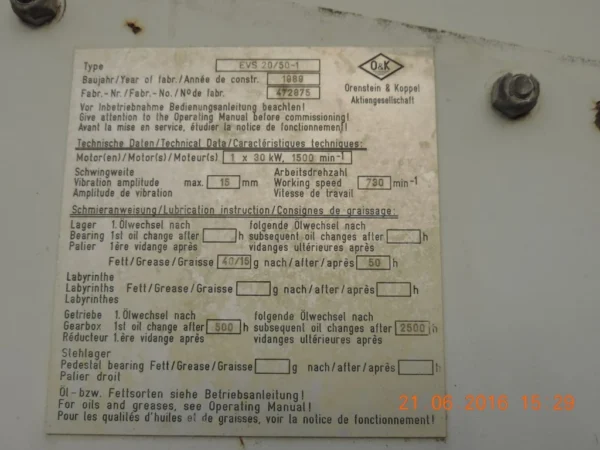 Type EVS 20/50-1
O&K
Baujahr/Year of fabr./Année de constr. 1989
Orenstein & Koppel
Fabr.-Nr./Fabr.-No./Nº de fabr. 472875
Aktiengesellschaft
Vor Inbetriebnahme Bedienungsanleitung beachten!
Give attention to the Operating Manual before commissioning!
Avant la mise en service, étudier la notice de fonctionnement!
Technische Daten/Technical Data/Caractéristiques techniques:
Motor(en)/Motor(s)/Moteur(s) 1 x 30 kW, 1500 min-1
Schwingweite Arbeitsdrehzahl
Vibration amplitude max. 15 mm Working speed 730 min-1
Amplitude de vibration Vitesse de travail
Schmieranweisung/Lubrication instruction/Consignes de graissage:
Lager 1.Ölwechsel nach folgende Ölwechsel nach
Bearing 1st oil change after h subsequent oil changes after h
Palier 1ère vidange après vidanges ultérieures après
Fett/Grease/Graisse 40/15 g nach/after/après 50 h
Labyrinthe
Labyrinths Fett/Grease/Graisse g nach/after/après h
Labyrinthes
Getriebe 1.Ölwechsel nach folgende Ölwechsel nach
Gearbox 1st oil change after 500 h subsequent oil changes after 2500 h
Réducteur 1.ère vidange après vidanges ultérieures après
Stehlager
Pedestal bearing Fett/Grease/Graisse g nach/after/après h
Palier droit
Öl- bzw. Fettsorten siehe Betriebsanleitung!
For oils and greases, see Operating Manual!
Pour les qualités d'huiles et de graisses, voir la notice de fonctionnement!
21 06 2016 15:29